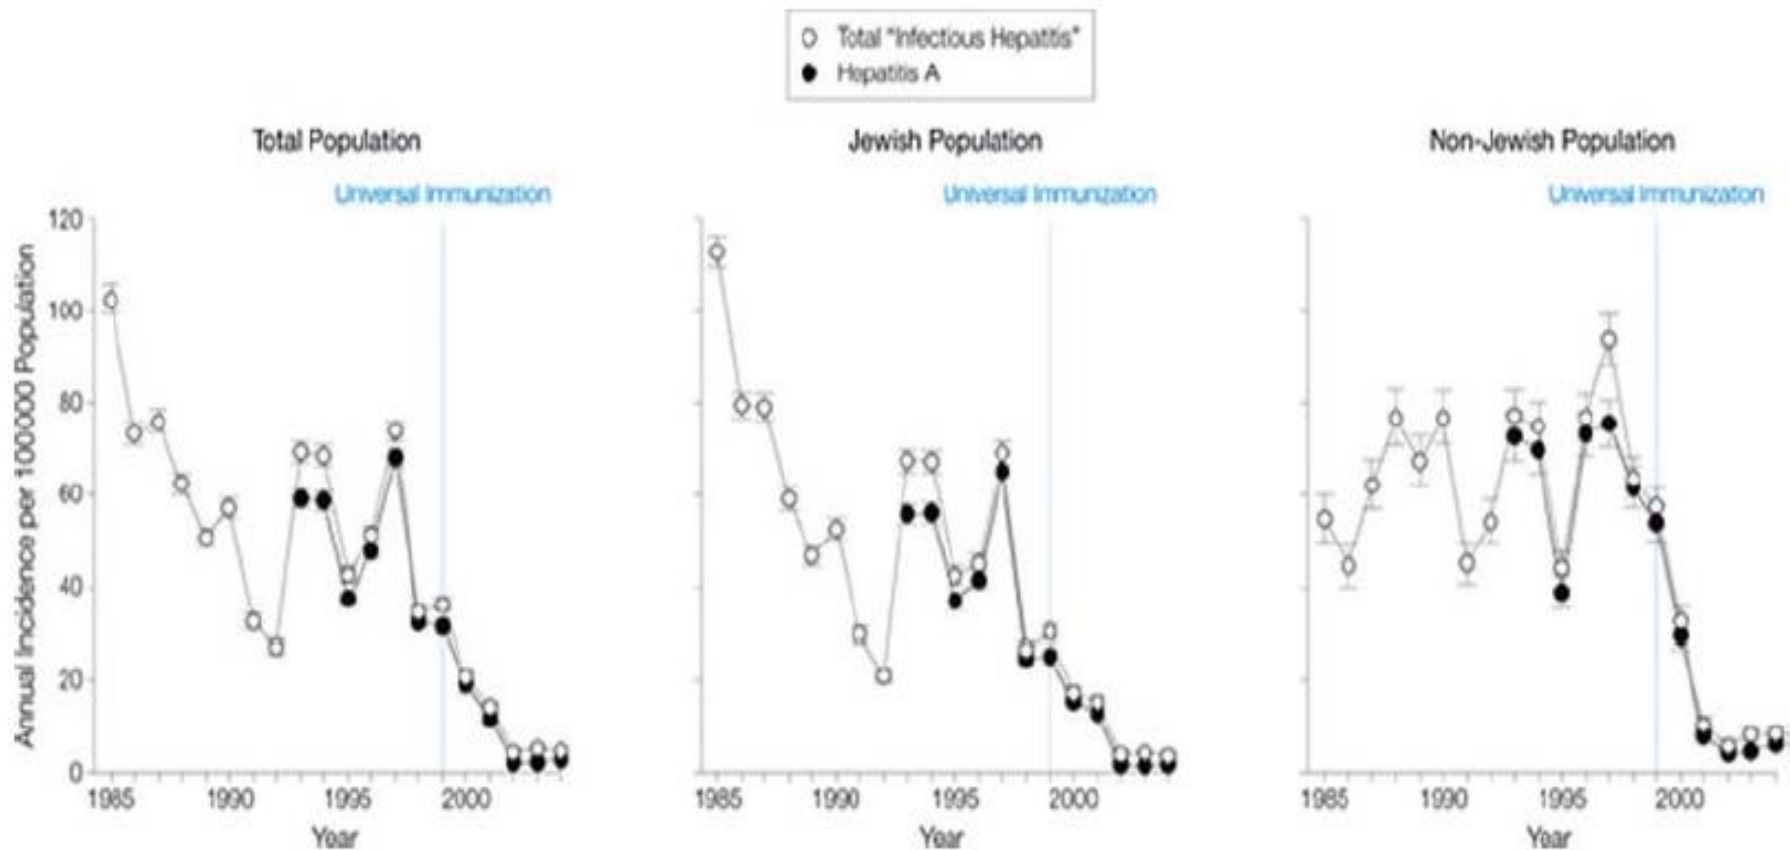 Total "Infectious Hepatitis"
Hepatitis A
Total Population
Jewish Population
Non-Jewish Population
Universal Immunization
Universal Immunization
Universal Immunization
Annual Incidence per 100000 Population
120
100
80
60
40
20
0
1985 1990 1995 2000
1985 1990 1995 2000
1985 1990 1995 2000
Year
Year
Year